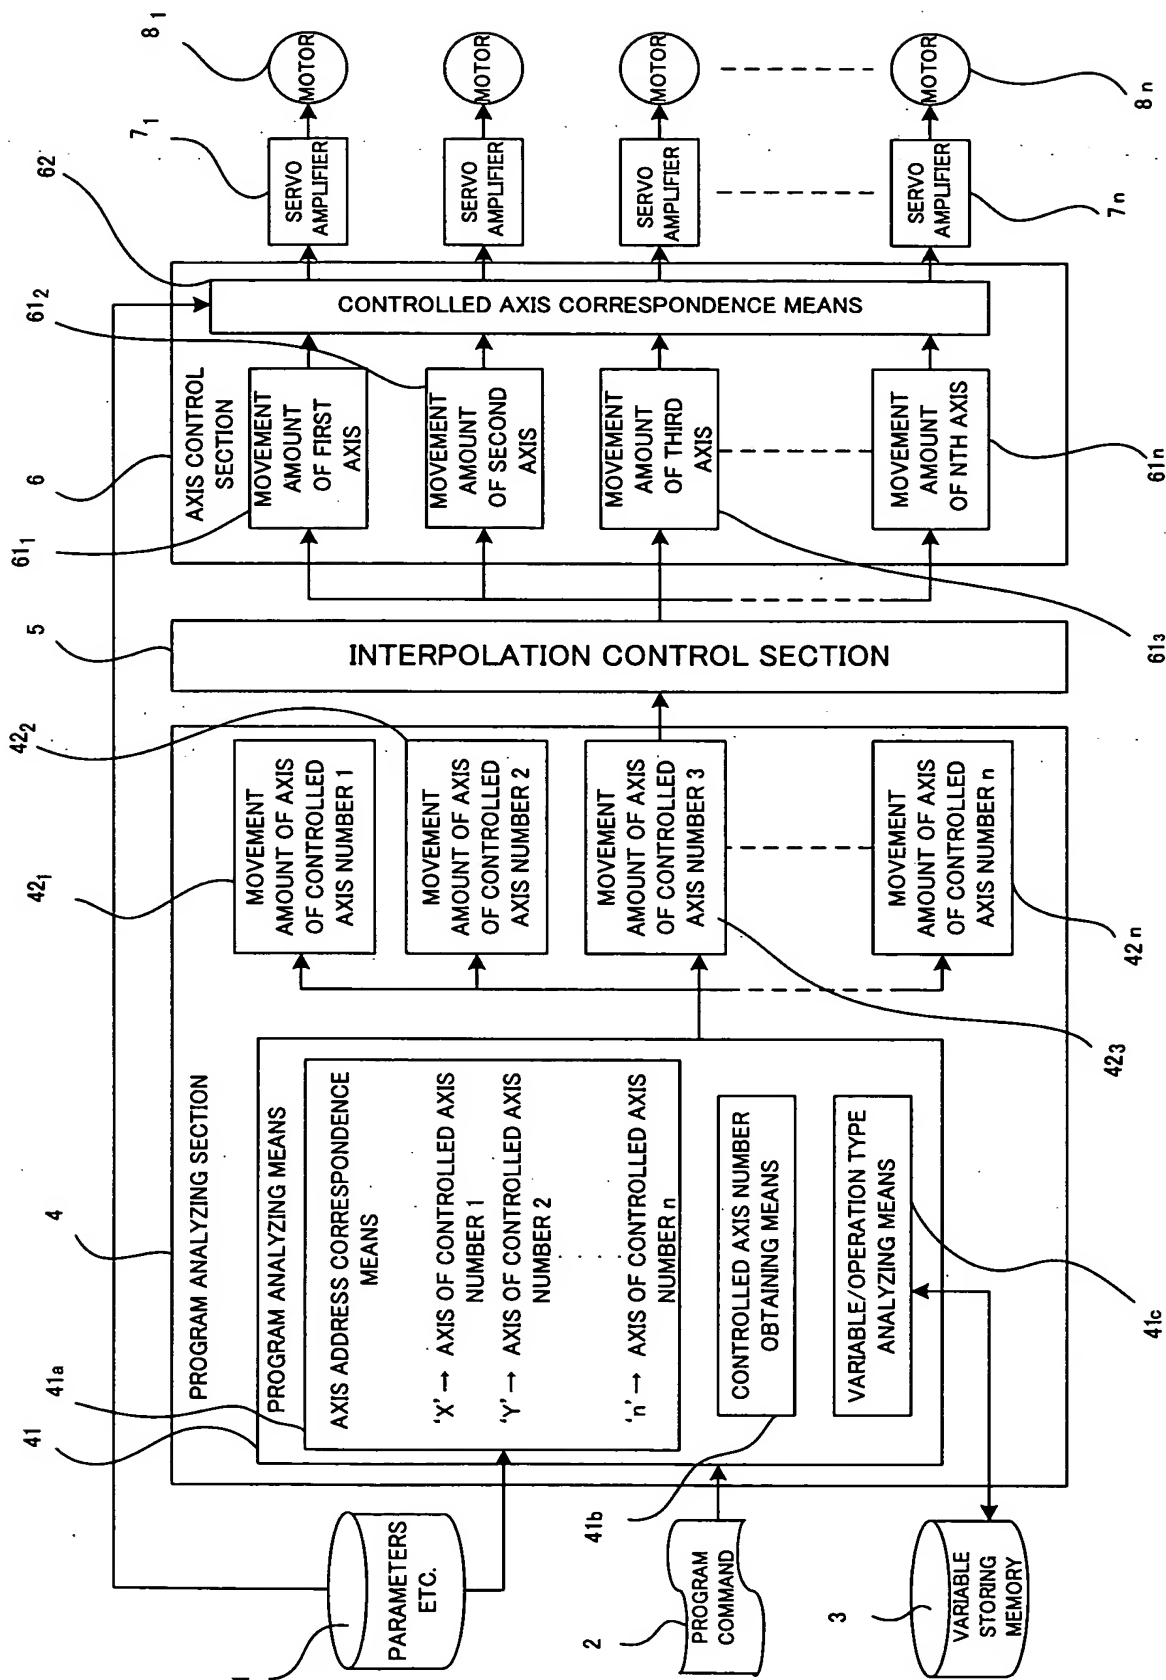 1
PARAMETERS
ETC.
2
PROGRAM
COMMAND
3
VARIABLE
STORING
MEMORY
4
PROGRAM ANALYZING SECTION
41
PROGRAM ANALYZING MEANS
41a
AXIS ADDRESS CORRESPONDENCE
MEANS
'X' → AXIS OF CONTROLLED AXIS
NUMBER 1
'Y' → AXIS OF CONTROLLED AXIS
NUMBER 2
'n' → AXIS OF CONTROLLED AXIS
NUMBER n
41b
CONTROLLED AXIS NUMBER
OBTAINING MEANS
VARIABLE/OPERATION TYPE
ANALYZING MEANS
41c
42₁
MOVEMENT
AMOUNT OF AXIS
OF CONTROLLED
AXIS NUMBER 1
42₂
MOVEMENT
AMOUNT OF AXIS
OF CONTROLLED
AXIS NUMBER 2
MOVEMENT
AMOUNT OF AXIS
OF CONTROLLED
AXIS NUMBER 3
42₃
MOVEMENT
AMOUNT OF AXIS
OF CONTROLLED
AXIS NUMBER n
42n
5
INTERPOLATION CONTROL SECTION
6
AXIS CONTROL
SECTION
61₁
MOVEMENT
AMOUNT
OF FIRST
AXIS
61₂
MOVEMENT
AMOUNT
OF SECOND
AXIS
MOVEMENT
AMOUNT
OF THIRD
AXIS
61₃
MOVEMENT
AMOUNT
OF NTH AXIS
61n
62
CONTROLLED AXIS CORRESPONDENCE MEANS
7₁
SERVO
AMPLIFIER
SERVO
AMPLIFIER
SERVO
AMPLIFIER
SERVO
AMPLIFIER
7n
8₁
MOTOR
MOTOR
MOTOR
MOTOR
8n